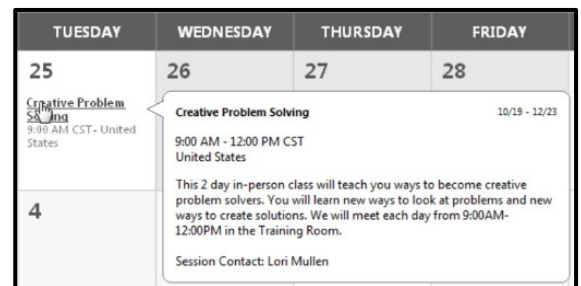 TUESDAY WEDNESDAY THURSDAY FRIDAY
25 26 27 28
Creative Problem
Solving
9:00 AM CST- United
States
Creative Problem Solving 10/19 - 12/23
9:00 AM - 12:00 PM CST
United States
This 2 day in-person class will teach you ways to become creative
problem solvers. You will learn new ways to look at problems and new
ways to create solutions. We will meet each day from 9:00AM-
12:00PM in the Training Room.
Session Contact: Lori Mullen
4